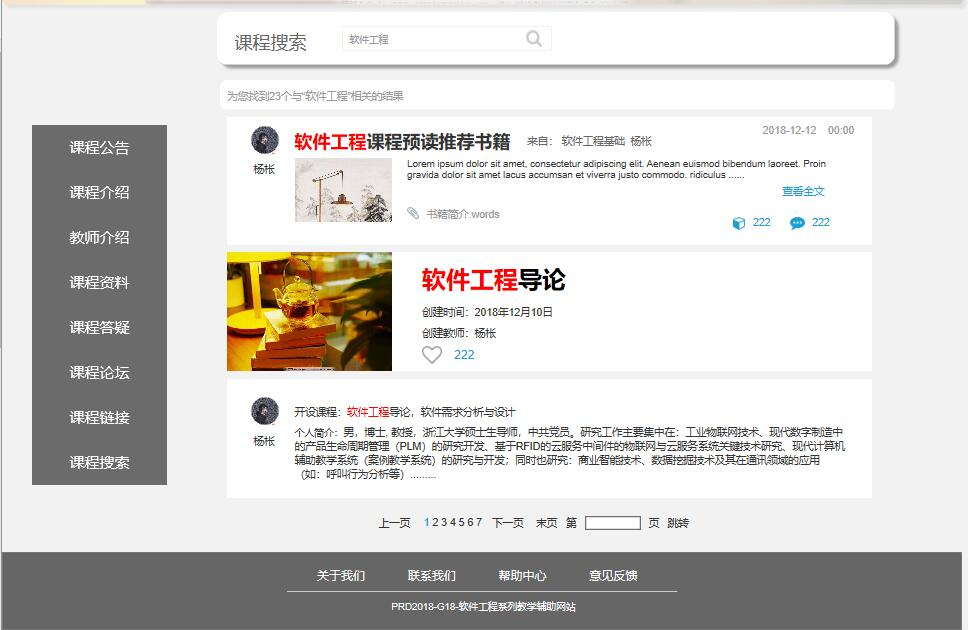 课程搜索
软件工程
为您找到23个与“软件工程”相关的结果
课程公告
课程介绍
教师介绍
课程资料
课程答疑
课程论坛
课程链接
课程搜索
杨枨
软件工程课程预读推荐书籍 来自： 软件工程基础 杨枨
2018-12-12 00:00
Lorem ipsum dolor sit amet, consectetur adipiscing elit. Aenean euismod bibendum laoreet. Proin
gravida dolor sit amet lacus accumsan et viverra justo commodo. ridiculus ......
查看全文
书籍简介.words
222 222
软件工程导论
创建时间：2018年12月10日
创建教师：杨枨
222
杨枨
开设课程：软件工程导论，软件需求分析与设计
个人简介：男，博士, 教授，浙江大学硕士生导师，中共党员。研究工作主要集中在：工业物联网技术、现代数字制造中
的产品生命周期管理（PLM）的研究开发、基于RFID的云服务中间件的物联网与云服务系统关键技术研究、现代计算机
辅助教学系统（案例教学系统）的研究与开发；同时也研究：商业智能技术、数据挖掘技术及其在通讯领域的应用
（如：呼叫行为分析等）.........
上一页 1 2 3 4 5 6 7 下一页 末页 第 页 跳转
关于我们 联系我们 帮助中心 意见反馈
PRD2018-G18-软件工程系列教学辅助网站